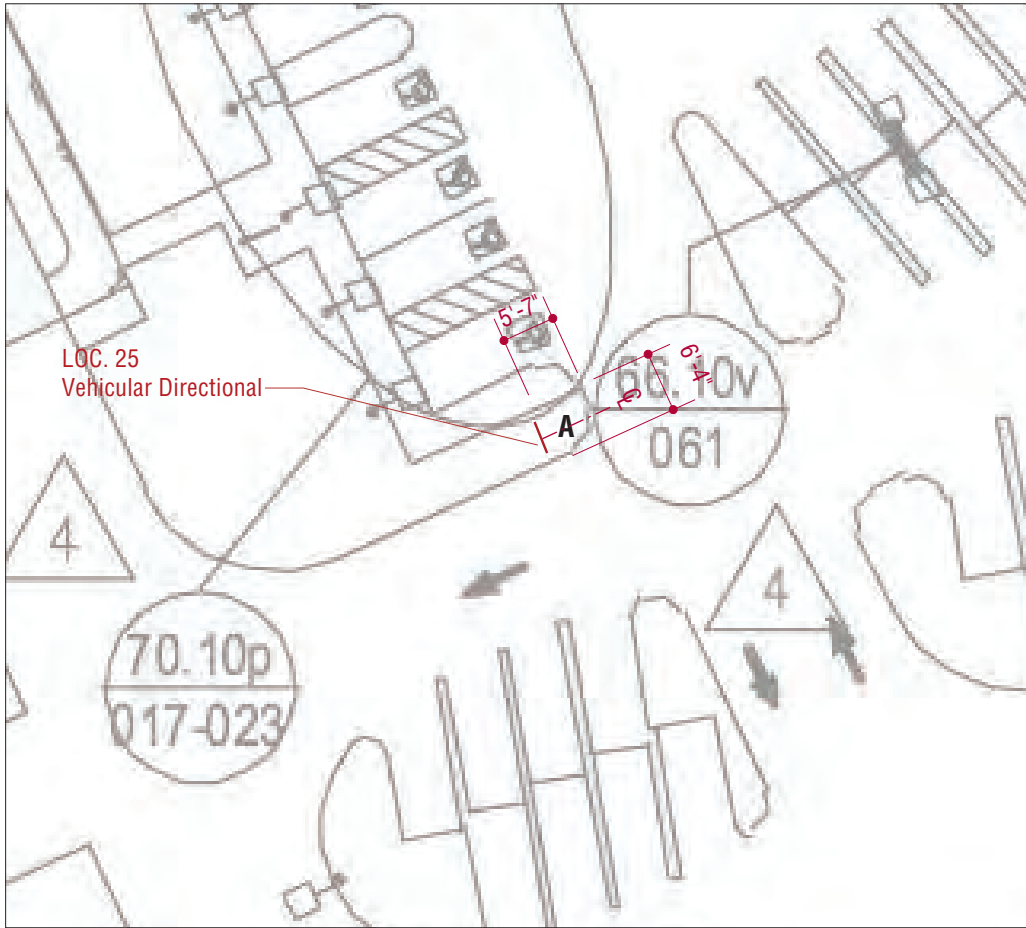 5'-7"
LOC. 25
Vehicular Directional
66.10v
6'-4"
℄
A
061
4
4
70.10p
017-023